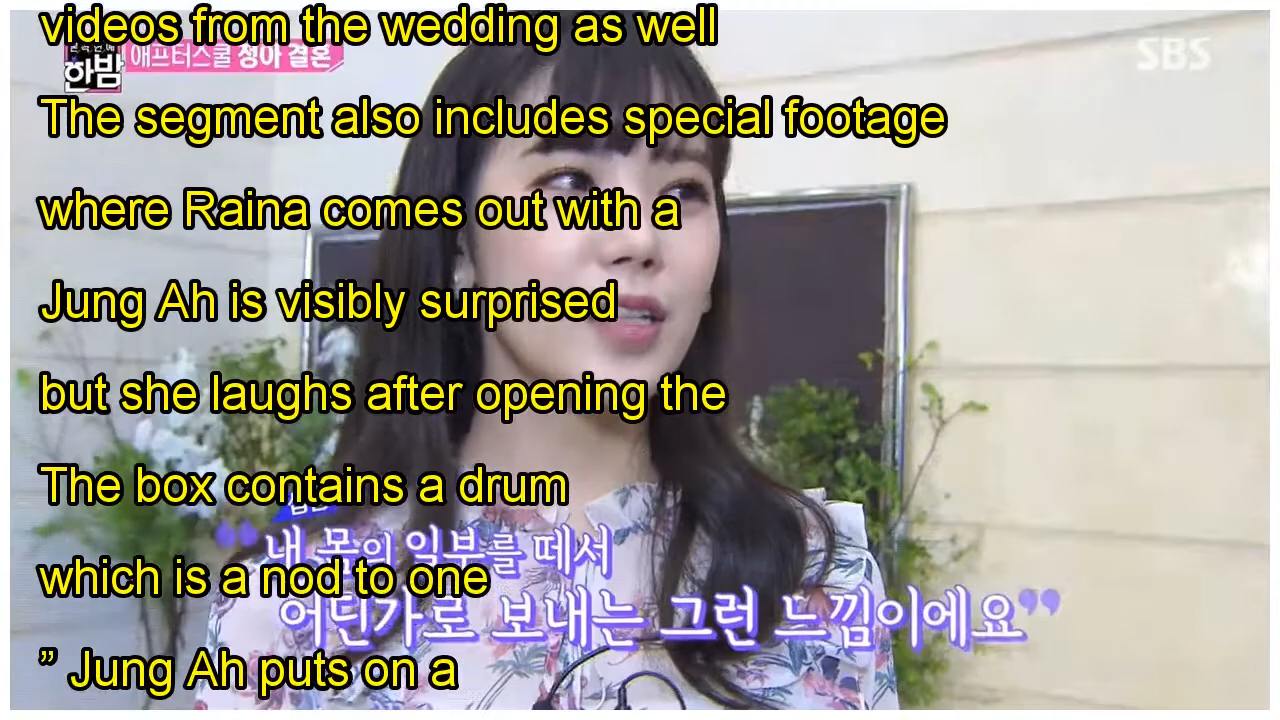 videos from the wedding as well
한밤
애프터스쿨 정아 결혼
SBS
The segment also includes special footage
where Raina comes out with a
Jung Ah is visibly surprised
but she laughs after opening the
The box contains a drum
“내 몸의 일부를 떼서
which is a nod to one
어딘가로 보내는 그런 느낌이에요”
” Jung Ah puts on a